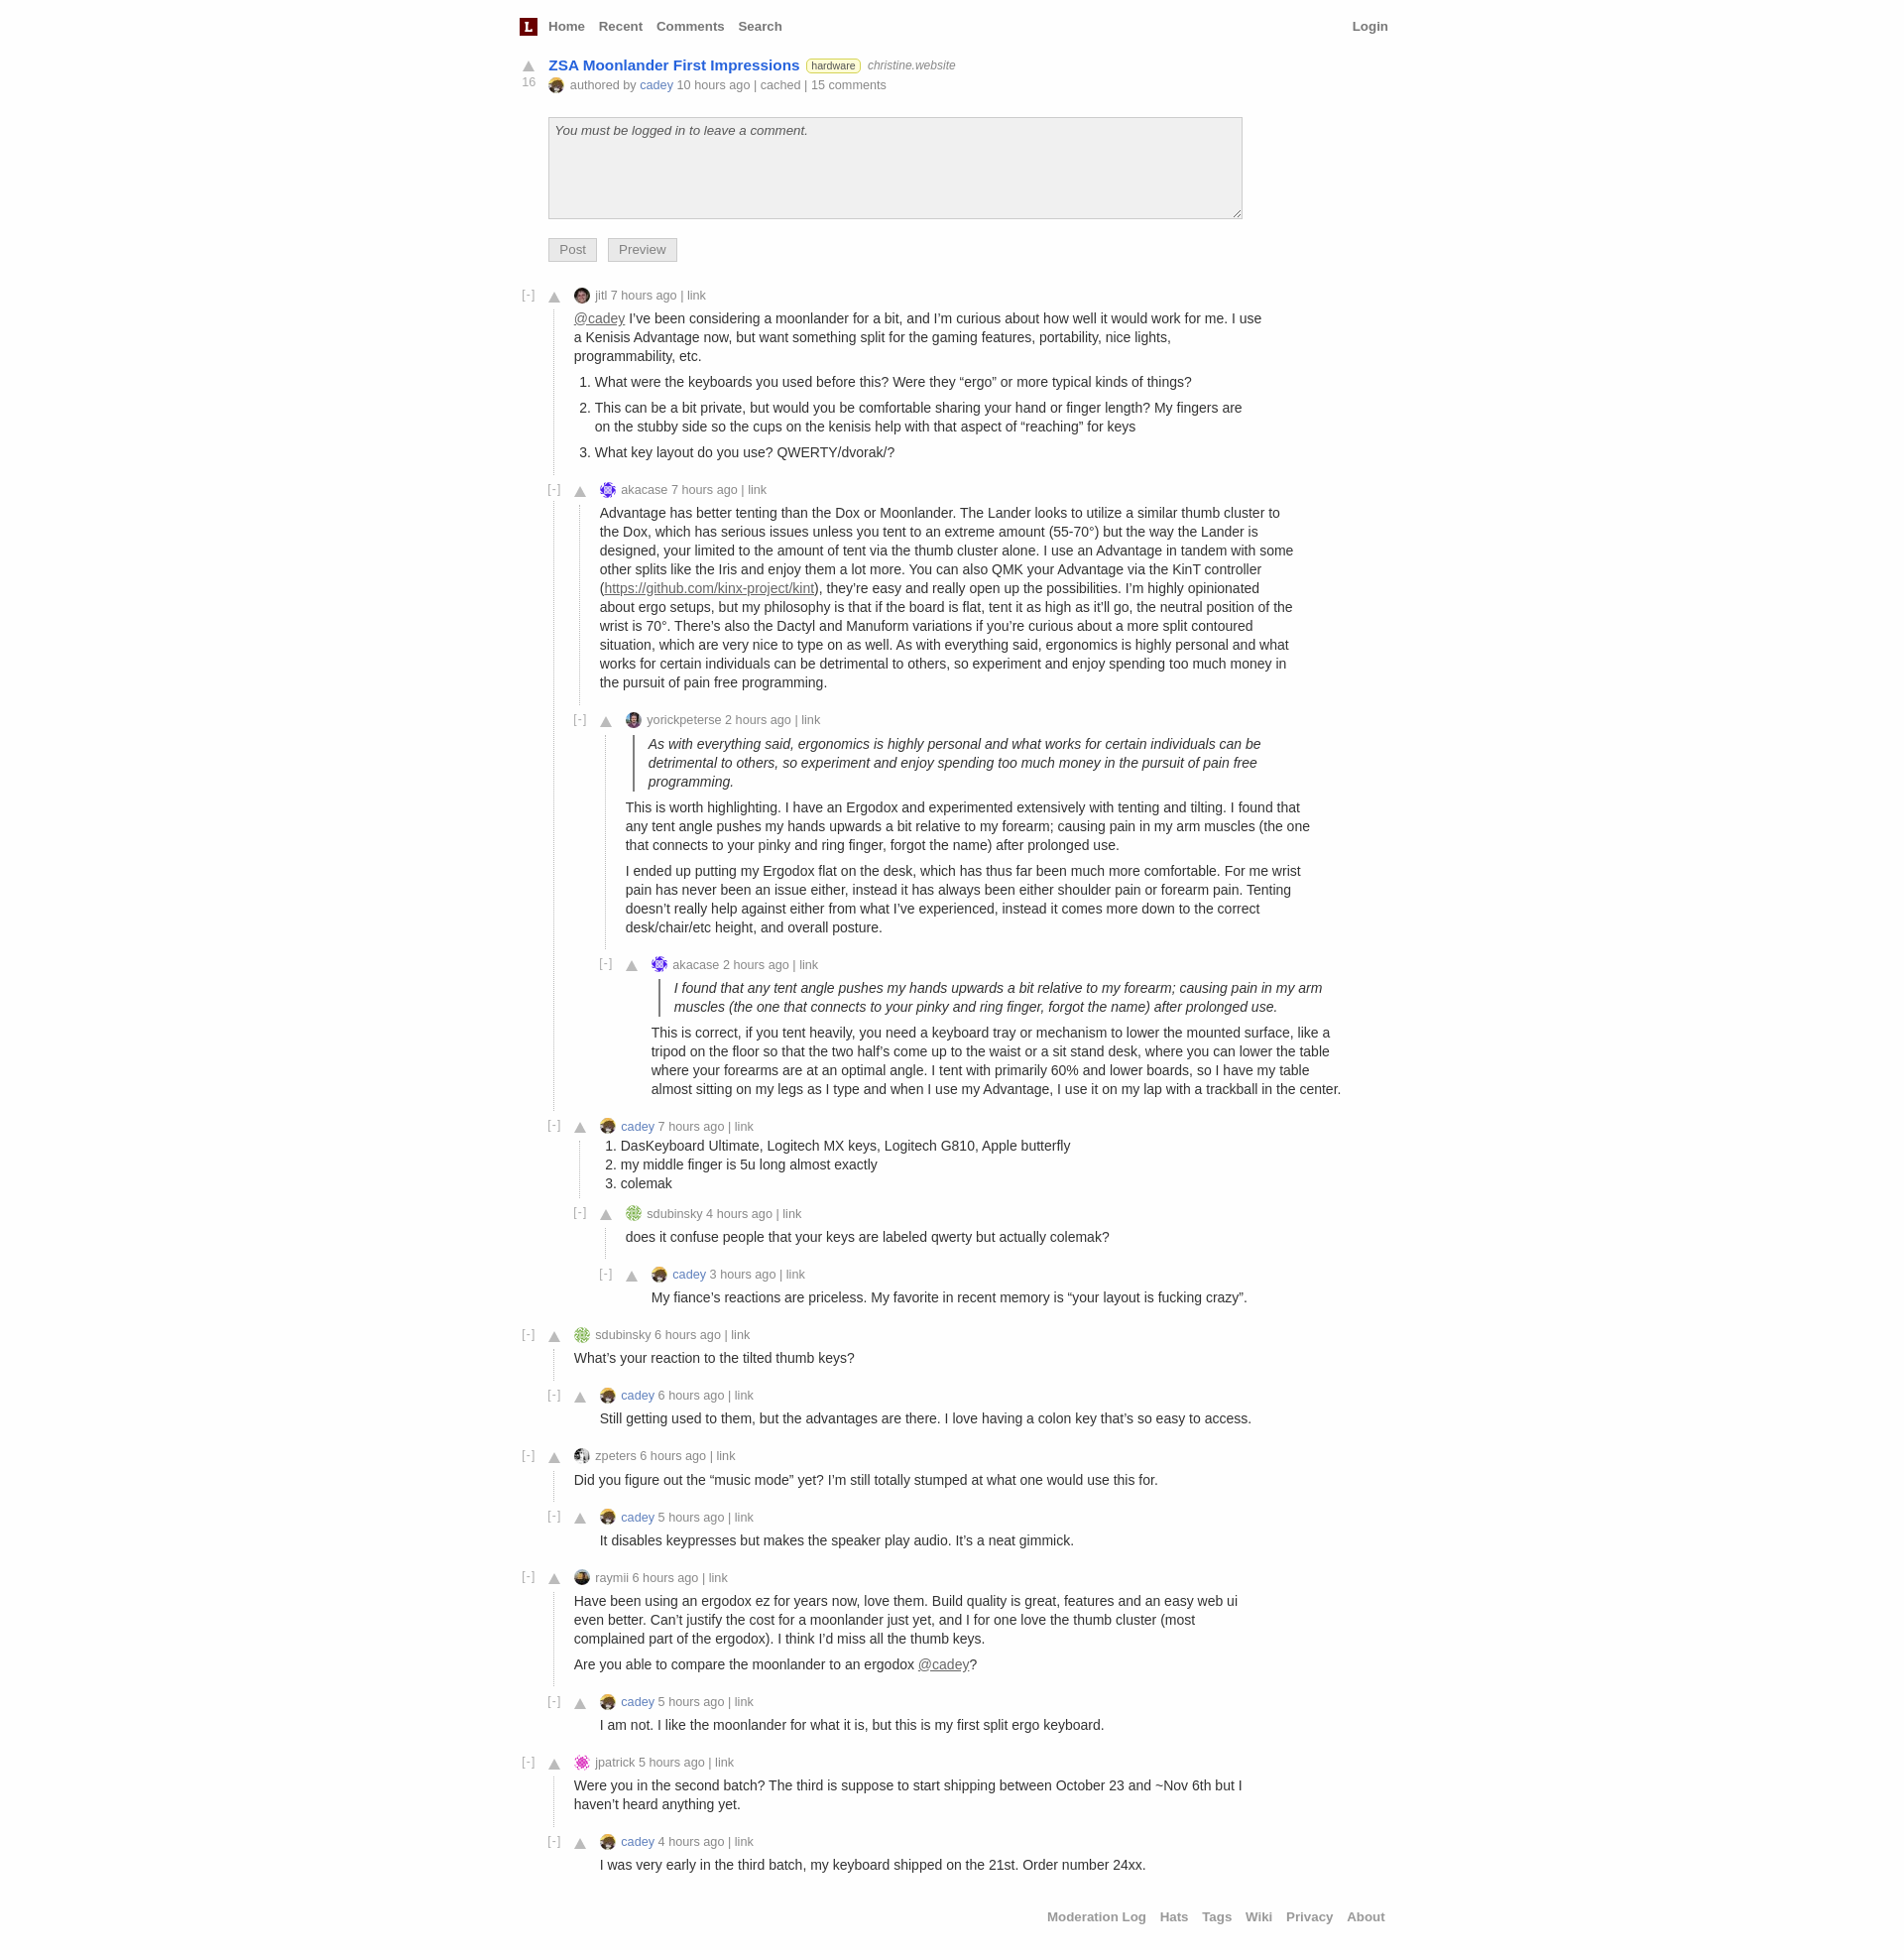 L Home Recent Comments Search Login
ZSA Moonlander First Impressions hardware christine.website
16
authored by cadey 10 hours ago | cached | 15 comments
You must be logged in to leave a comment.
Post Preview
[-] jitl 7 hours ago | link
@cadey I’ve been considering a moonlander for a bit, and I’m curious about how well it would work for me. I use
a Kenisis Advantage now, but want something split for the gaming features, portability, nice lights,
programmability, etc.
1. What were the keyboards you used before this? Were they “ergo” or more typical kinds of things?
2. This can be a bit private, but would you be comfortable sharing your hand or finger length? My fingers are
on the stubby side so the cups on the kenisis help with that aspect of “reaching” for keys
3. What key layout do you use? QWERTY/dvorak/?
[-] akacase 7 hours ago | link
Advantage has better tenting than the Dox or Moonlander. The Lander looks to utilize a similar thumb cluster to
the Dox, which has serious issues unless you tent to an extreme amount (55-70°) but the way the Lander is
designed, your limited to the amount of tent via the thumb cluster alone. I use an Advantage in tandem with some
other splits like the Iris and enjoy them a lot more. You can also QMK your Advantage via the KinT controller
(https://github.com/kinx-project/kint), they’re easy and really open up the possibilities. I’m highly opinionated
about ergo setups, but my philosophy is that if the board is flat, tent it as high as it’ll go, the neutral position of the
wrist is 70°. There’s also the Dactyl and Manuform variations if you’re curious about a more split contoured
situation, which are very nice to type on as well. As with everything said, ergonomics is highly personal and what
works for certain individuals can be detrimental to others, so experiment and enjoy spending too much money in
the pursuit of pain free programming.
[-] yorickpeterse 2 hours ago | link
As with everything said, ergonomics is highly personal and what works for certain individuals can be
detrimental to others, so experiment and enjoy spending too much money in the pursuit of pain free
programming.
This is worth highlighting. I have an Ergodox and experimented extensively with tenting and tilting. I found that
any tent angle pushes my hands upwards a bit relative to my forearm; causing pain in my arm muscles (the one
that connects to your pinky and ring finger, forgot the name) after prolonged use.
I ended up putting my Ergodox flat on the desk, which has thus far been much more comfortable. For me wrist
pain has never been an issue either, instead it has always been either shoulder pain or forearm pain. Tenting
doesn’t really help against either from what I’ve experienced, instead it comes more down to the correct
desk/chair/etc height, and overall posture.
[-] akacase 2 hours ago | link
I found that any tent angle pushes my hands upwards a bit relative to my forearm; causing pain in my arm
muscles (the one that connects to your pinky and ring finger, forgot the name) after prolonged use.
This is correct, if you tent heavily, you need a keyboard tray or mechanism to lower the mounted surface, like a
tripod on the floor so that the two half’s come up to the waist or a sit stand desk, where you can lower the table
where your forearms are at an optimal angle. I tent with primarily 60% and lower boards, so I have my table
almost sitting on my legs as I type and when I use my Advantage, I use it on my lap with a trackball in the center.
[-] cadey 7 hours ago | link
1. DasKeyboard Ultimate, Logitech MX keys, Logitech G810, Apple butterfly
2. my middle finger is 5u long almost exactly
3. colemak
[-] sdubinsky 4 hours ago | link
does it confuse people that your keys are labeled qwerty but actually colemak?
[-] cadey 3 hours ago | link
My fiance’s reactions are priceless. My favorite in recent memory is “your layout is fucking crazy”.
[-] sdubinsky 6 hours ago | link
What’s your reaction to the tilted thumb keys?
[-] cadey 6 hours ago | link
Still getting used to them, but the advantages are there. I love having a colon key that’s so easy to access.
[-] zpeters 6 hours ago | link
Did you figure out the “music mode” yet? I’m still totally stumped at what one would use this for.
[-] cadey 5 hours ago | link
It disables keypresses but makes the speaker play audio. It’s a neat gimmick.
[-] raymii 6 hours ago | link
Have been using an ergodox ez for years now, love them. Build quality is great, features and an easy web ui
even better. Can’t justify the cost for a moonlander just yet, and I for one love the thumb cluster (most
complained part of the ergodox). I think I’d miss all the thumb keys.
Are you able to compare the moonlander to an ergodox @cadey?
[-] cadey 5 hours ago | link
I am not. I like the moonlander for what it is, but this is my first split ergo keyboard.
[-] jpatrick 5 hours ago | link
Were you in the second batch? The third is suppose to start shipping between October 23 and ~Nov 6th but I
haven’t heard anything yet.
[-] cadey 4 hours ago | link
I was very early in the third batch, my keyboard shipped on the 21st. Order number 24xx.
Moderation Log Hats Tags Wiki Privacy About